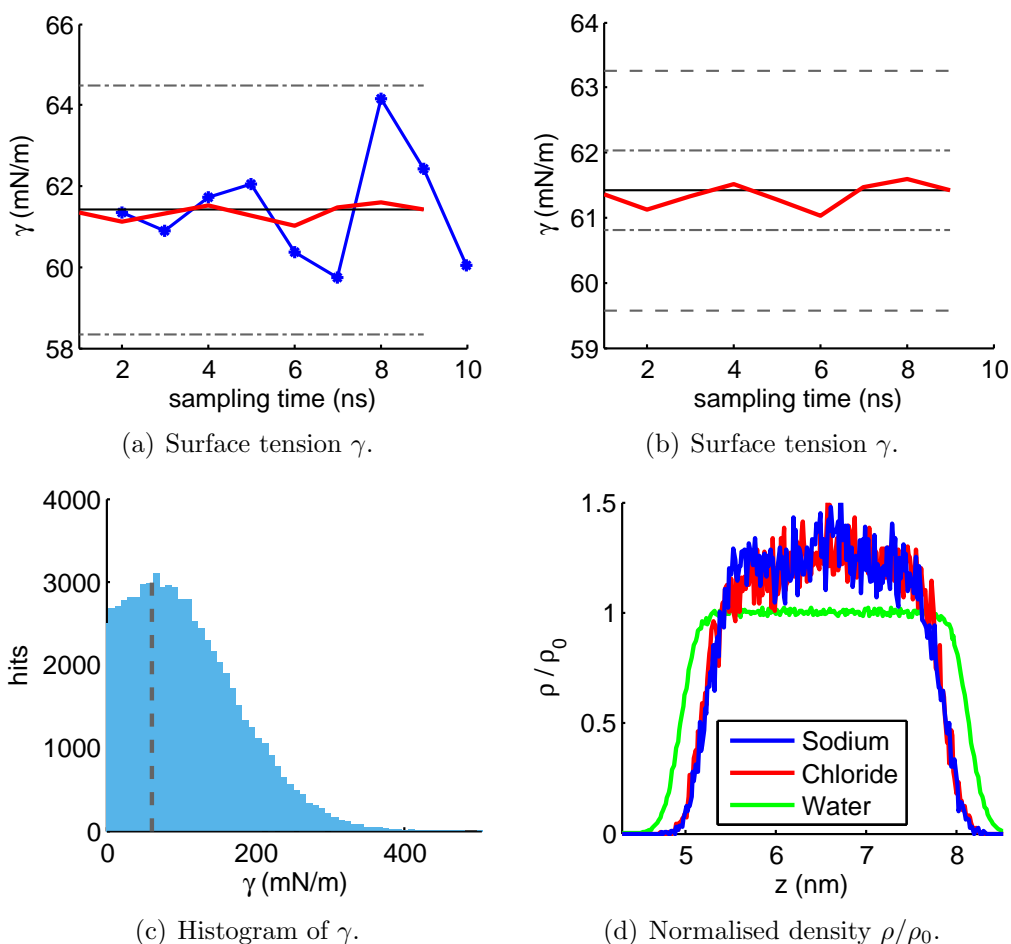 66
64
62
60
58
γ (mN/m)
2
4
6
8
10
sampling time (ns)
(a) Surface tension γ.
64
63
62
61
60
59
γ (mN/m)
2
4
6
8
10
sampling time (ns)
(b) Surface tension γ.
4000
3000
2000
1000
0
hits
0
200
400
γ (mN/m)
(c) Histogram of γ.
1.5
1
0.5
0
ρ / ρ₀
Sodium
Chloride
Water
5
6
7
8
z (nm)
(d) Normalised density ρ/ρ₀.